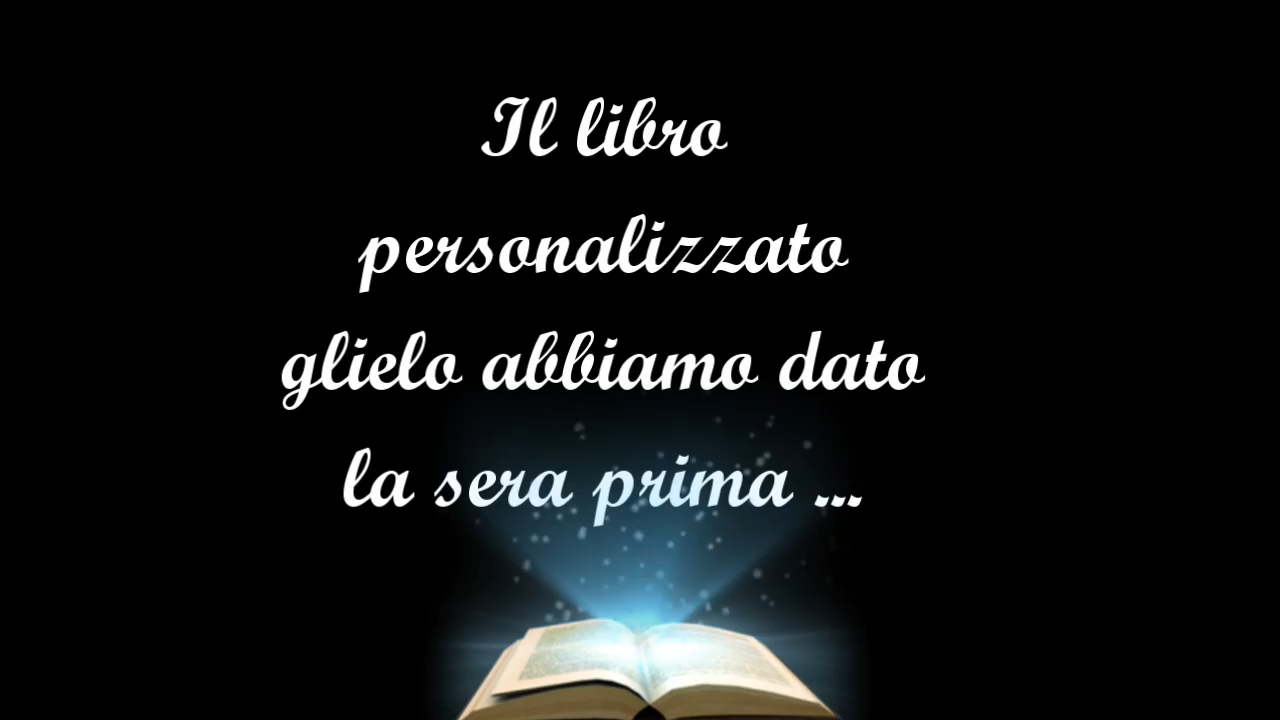 Il libro
personalizzato
glielo abbiamo dato
la sera prima ...